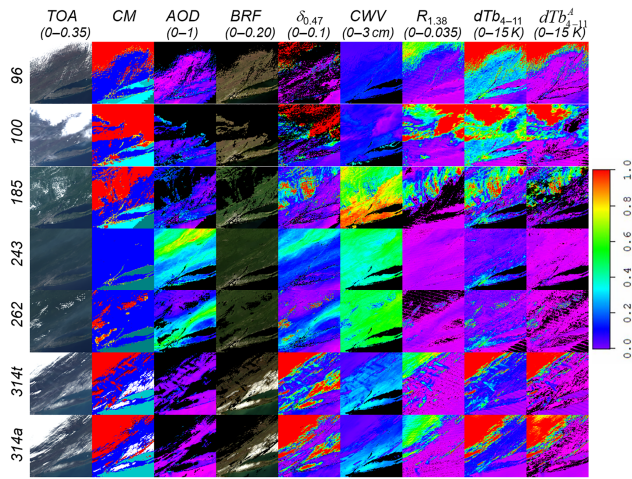 TOA CM AOD BRF δ0.47 CWV R1.38 dTb4–11 dTb4–11A
(0–0.35) (0–1) (0–0.20) (0–0.1) (0–3 cm) (0–0.035) (0–15 K) (0–15 K)
96
100
185
243
262
314t
314a
0.0 0.2 0.4 0.6 0.8 1.0